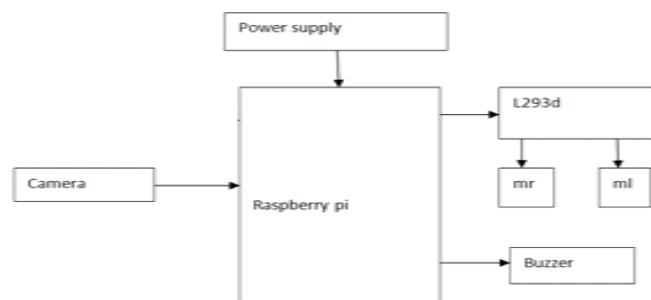 Power supply
L293d
Camera
mr
ml
Raspberry pi
Buzzer